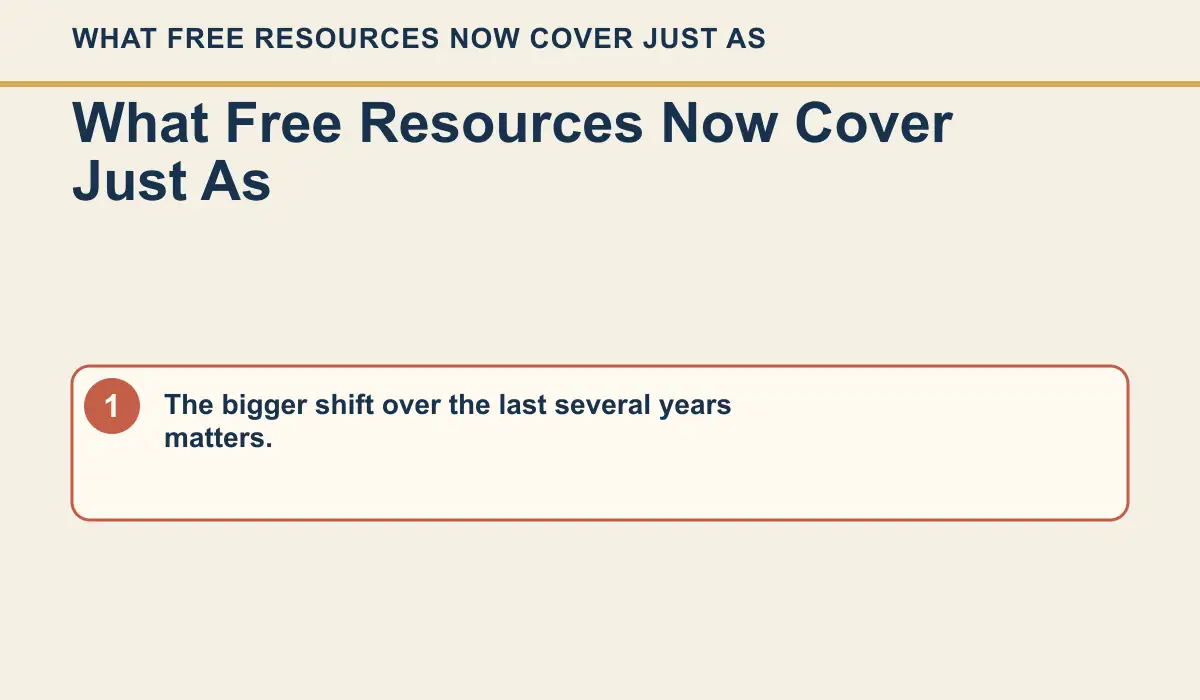 WHAT FREE RESOURCES NOW COVER JUST AS
What Free Resources Now Cover
Just As
1
The bigger shift over the last several years
matters.